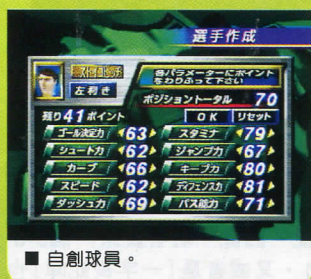 選手作成
左利き
各パラメーターにポイント
をわりふって下さい
ポジショントータル 70
残り41ポイント OK リセット
ゴール決定力 63 スタミナ 79
シュート力 62 ジャンプ力 67
カーブ 66 キープ力 80
スピード 62 ディフェンス力 81
ダッシュ力 69 パス能力 71
■ 自創球員。